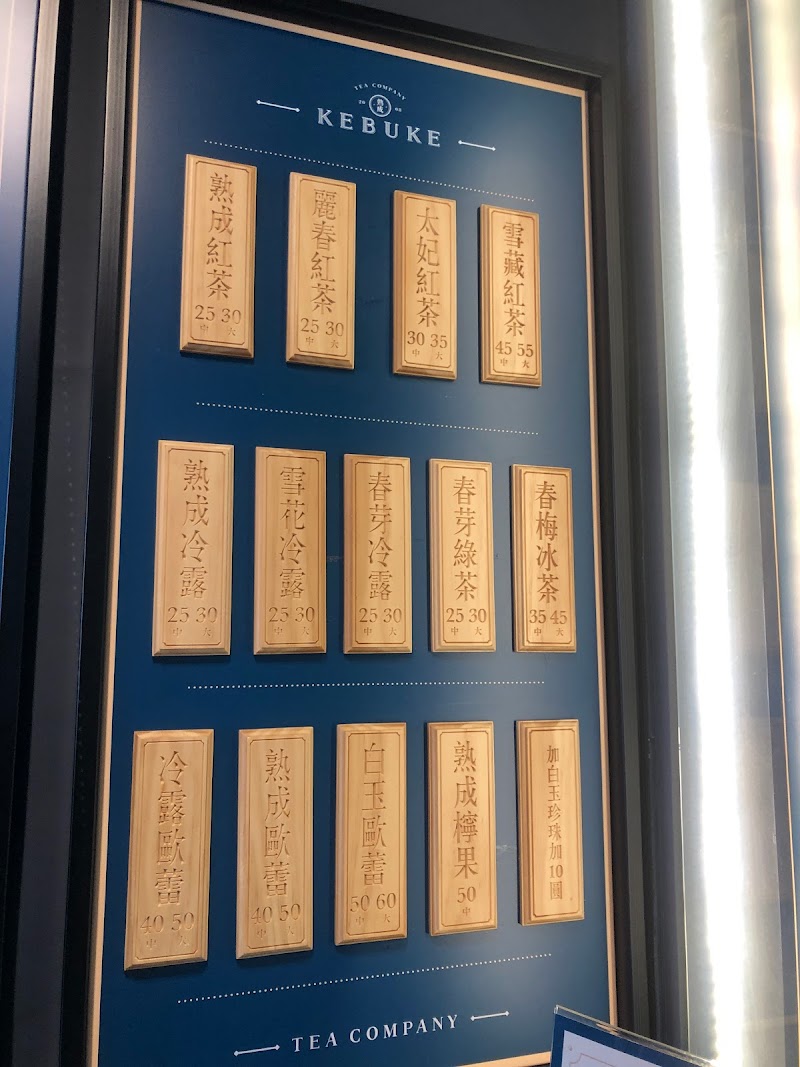 TEA COMPANY
熟成
KEBUKE
熟成紅茶
25 30
中 大
麗春紅茶
25 30
中 大
太妃紅茶
30 35
中 大
雪藏紅茶
45 55
中 大
熟成冷露
25 30
中 大
雪花冷露
25 30
中 大
春芽冷露
25 30
中 大
春芽綠茶
25 30
中 大
春梅冰茶
35 45
中 大
冷露歐蕾
40 50
中 大
熟成歐蕾
40 50
中 大
白玉歐蕾
50 60
中 大
熟成檸果
50
中
加白玉珍珠加10圓
TEA COMPANY